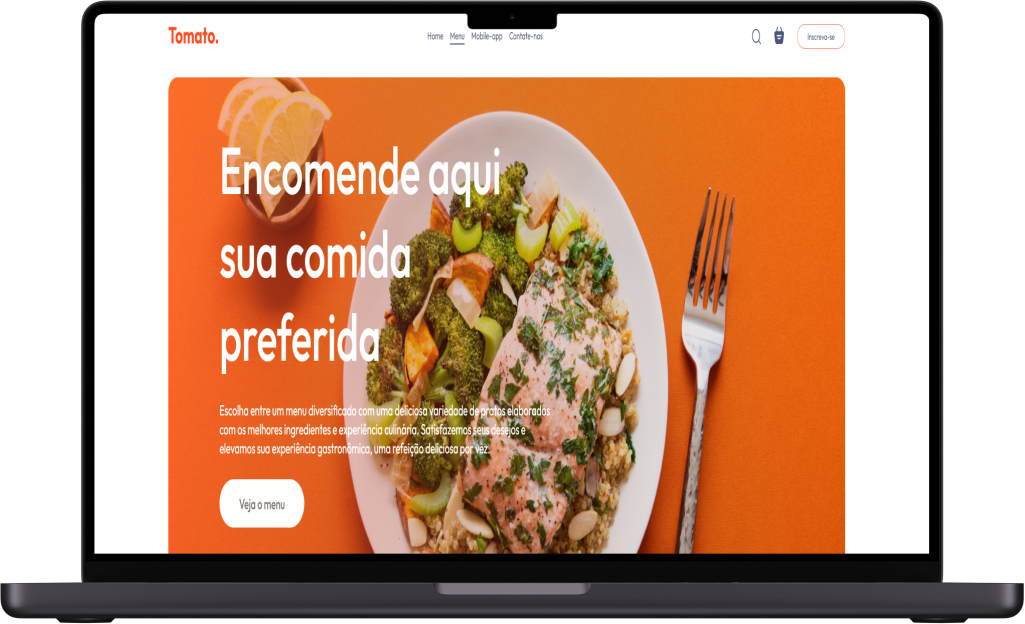 Tomato.
Home Menu Mobile-app Contate-nos
Inscreva-se
Encomende aqui
sua comida
preferida
Escolha entre um menu diversificado com uma deliciosa variedade de pratos elaborados
com os melhores ingredientes e experiência culinária. Satisfazemos seus desejos e
elevamos sua experiência gastronômica, uma refeição deliciosa por vez.
Veja o menu